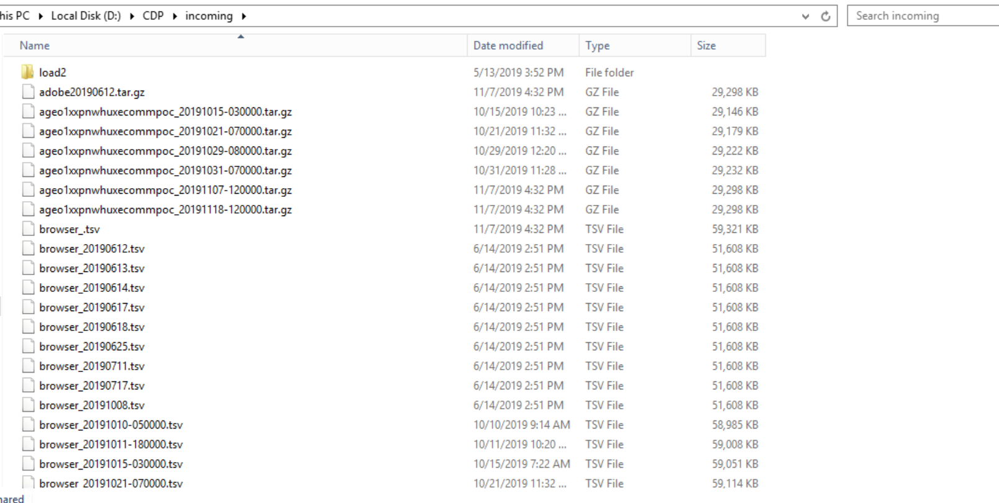 his PC Local Disk (D:) CDP incoming Search incoming
Name Date modified Type Size
load2 5/13/2019 3:52 PM File folder
adobe20190612.tar.gz 11/7/2019 4:32 PM GZ File 29,298 KB
ageo1xxpnwhuxecommpoc_20191015-030000.tar.gz 10/15/2019 10:23 ... GZ File 29,146 KB
ageo1xxpnwhuxecommpoc_20191021-070000.tar.gz 10/21/2019 11:32 ... GZ File 29,179 KB
ageo1xxpnwhuxecommpoc_20191029-080000.tar.gz 10/29/2019 12:20 ... GZ File 29,222 KB
ageo1xxpnwhuxecommpoc_20191031-070000.tar.gz 10/31/2019 11:28 ... GZ File 29,232 KB
ageo1xxpnwhuxecommpoc_20191107-120000.tar.gz 11/7/2019 4:32 PM GZ File 29,298 KB
ageo1xxpnwhuxecommpoc_20191118-120000.tar.gz 11/7/2019 4:32 PM GZ File 29,298 KB
browser_.tsv 11/7/2019 4:32 PM TSV File 59,321 KB
browser_20190612.tsv 6/14/2019 2:51 PM TSV File 51,608 KB
browser_20190613.tsv 6/14/2019 2:51 PM TSV File 51,608 KB
browser_20190614.tsv 6/14/2019 2:51 PM TSV File 51,608 KB
browser_20190617.tsv 6/14/2019 2:51 PM TSV File 51,608 KB
browser_20190618.tsv 6/14/2019 2:51 PM TSV File 51,608 KB
browser_20190625.tsv 6/14/2019 2:51 PM TSV File 51,608 KB
browser_20190711.tsv 6/14/2019 2:51 PM TSV File 51,608 KB
browser_20190717.tsv 6/14/2019 2:51 PM TSV File 51,608 KB
browser_20191008.tsv 6/14/2019 2:51 PM TSV File 51,608 KB
browser_20191010-050000.tsv 10/10/2019 9:14 AM TSV File 58,985 KB
browser_20191011-180000.tsv 10/11/2019 10:20 ... TSV File 59,008 KB
browser_20191015-030000.tsv 10/15/2019 7:22 AM TSV File 59,051 KB
browser_20191021-070000.tsv 10/21/2019 11:32 ... TSV File 59,114 KB
hared